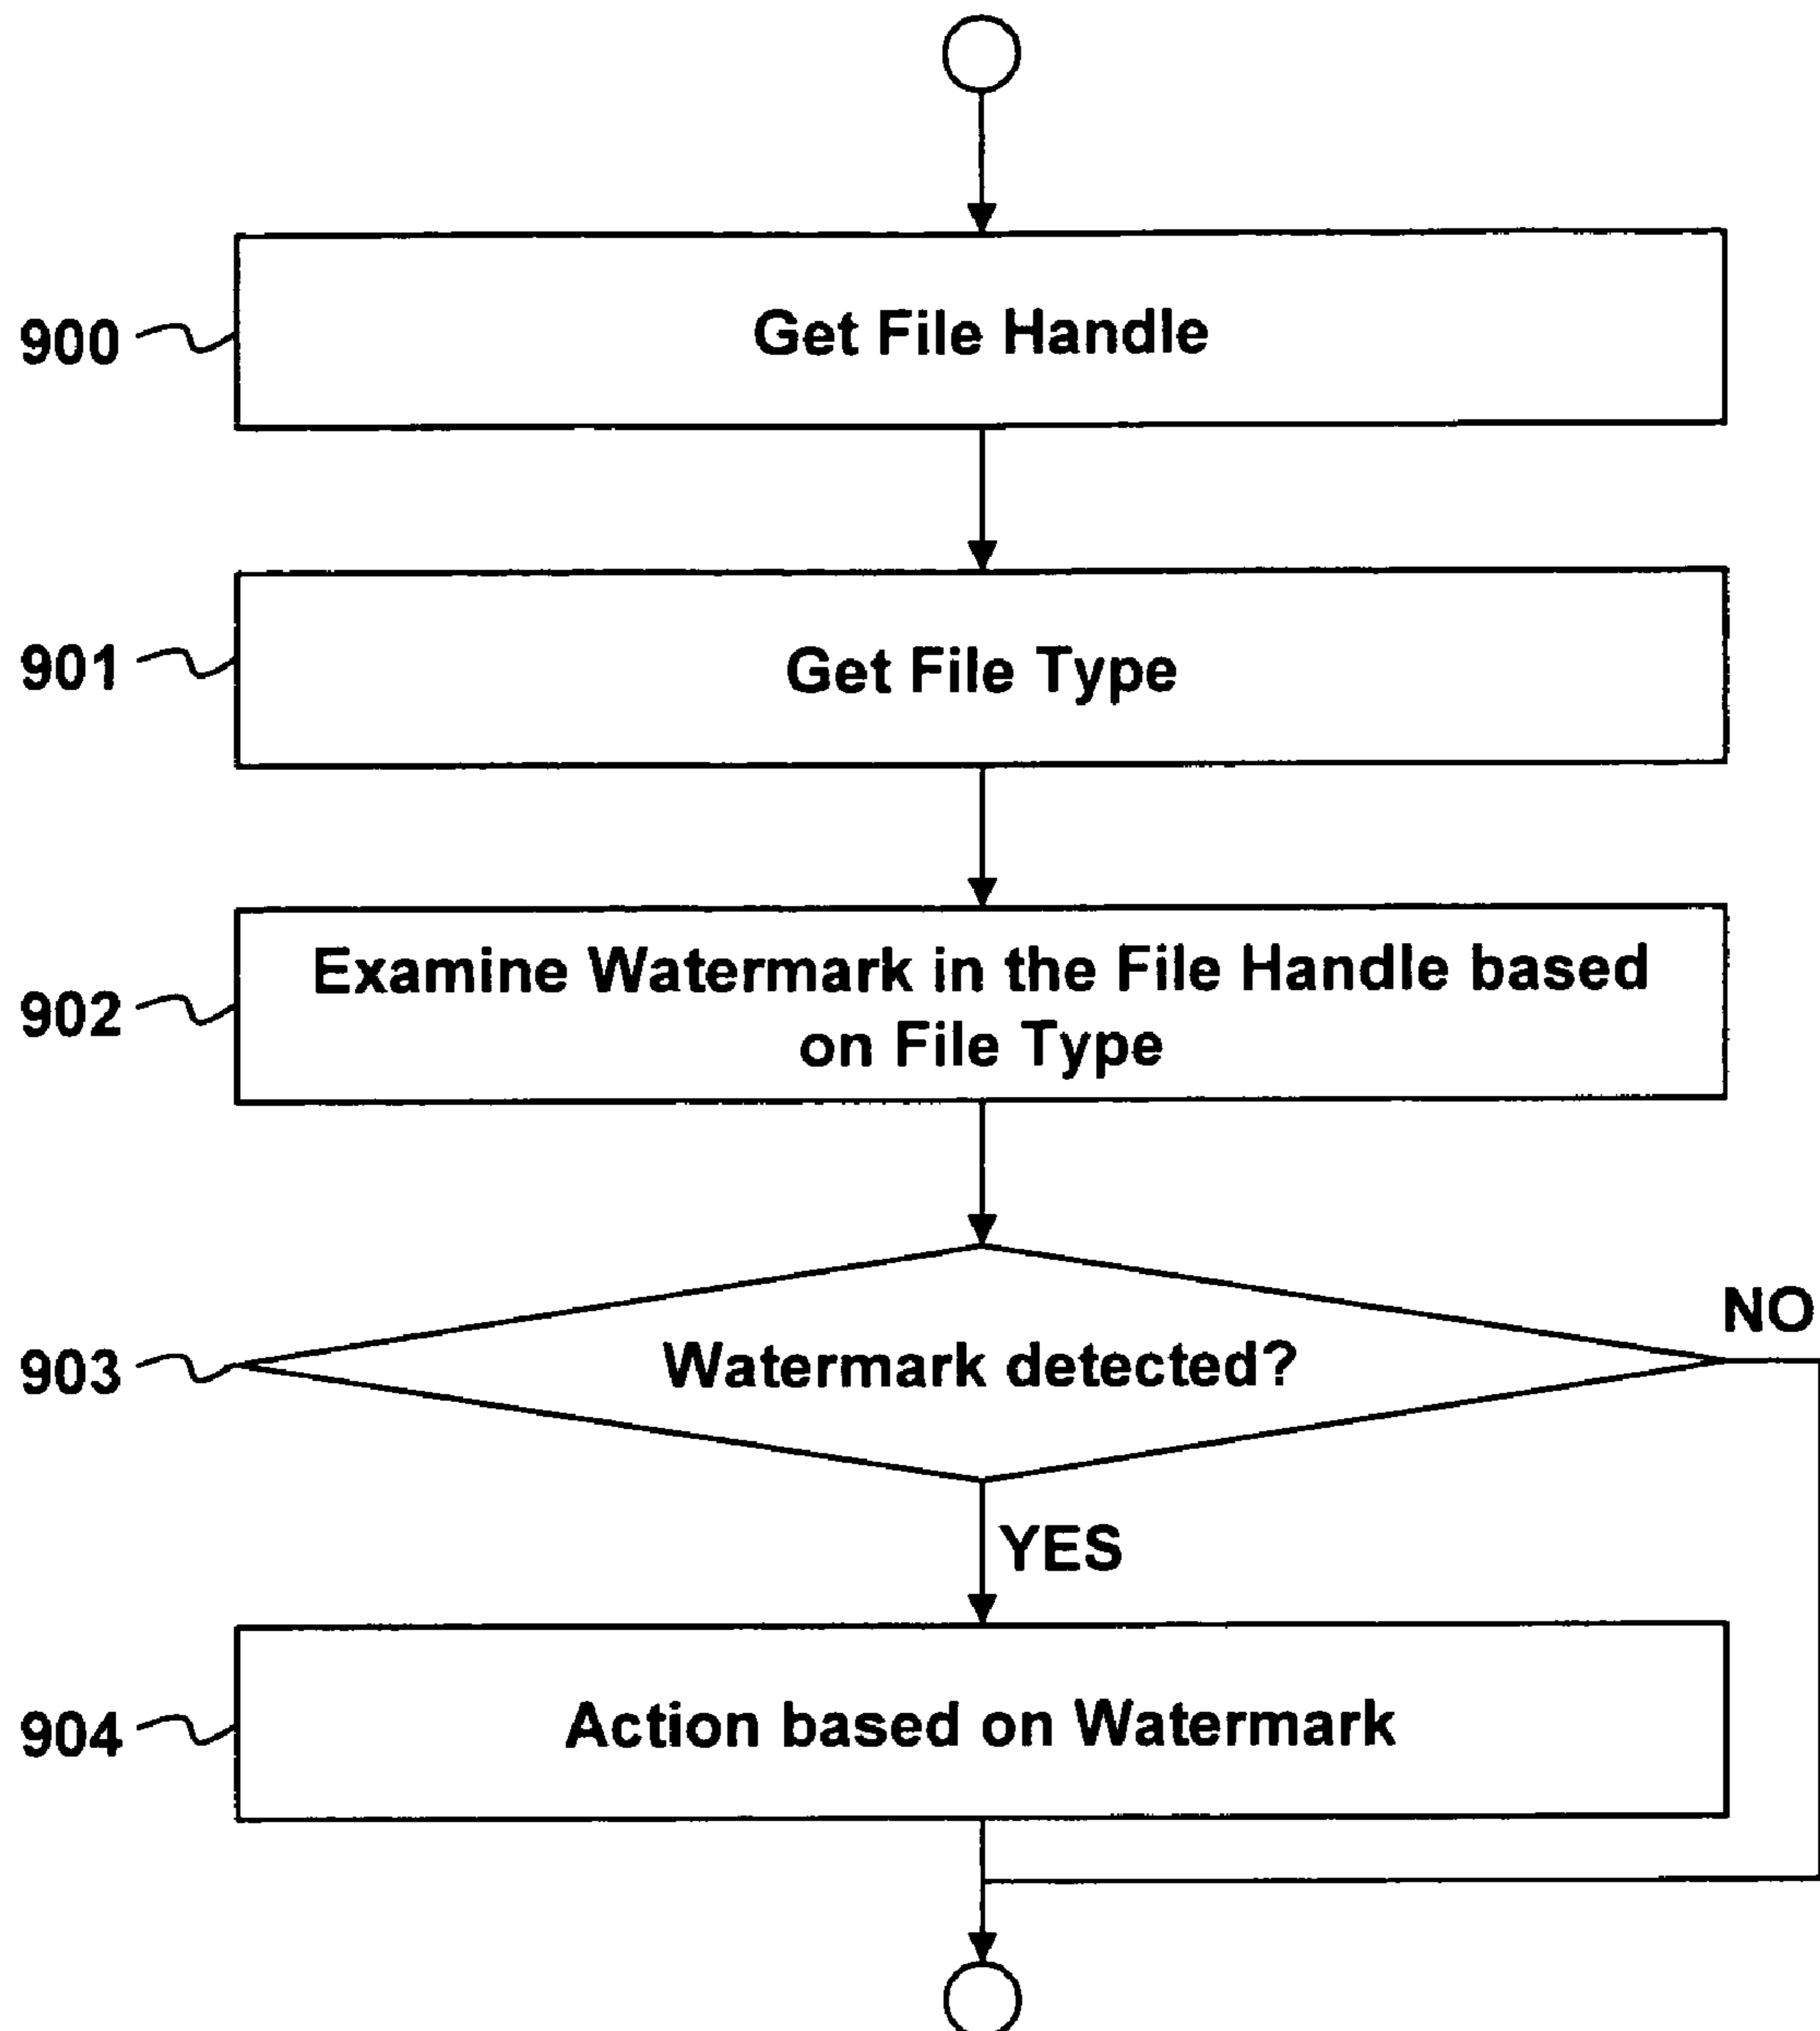 900
Get File Handle
901
Get File Type
902
Examine Watermark in the File Handle based
on File Type
903
Watermark detected?
NO
YES
904
Action based on Watermark